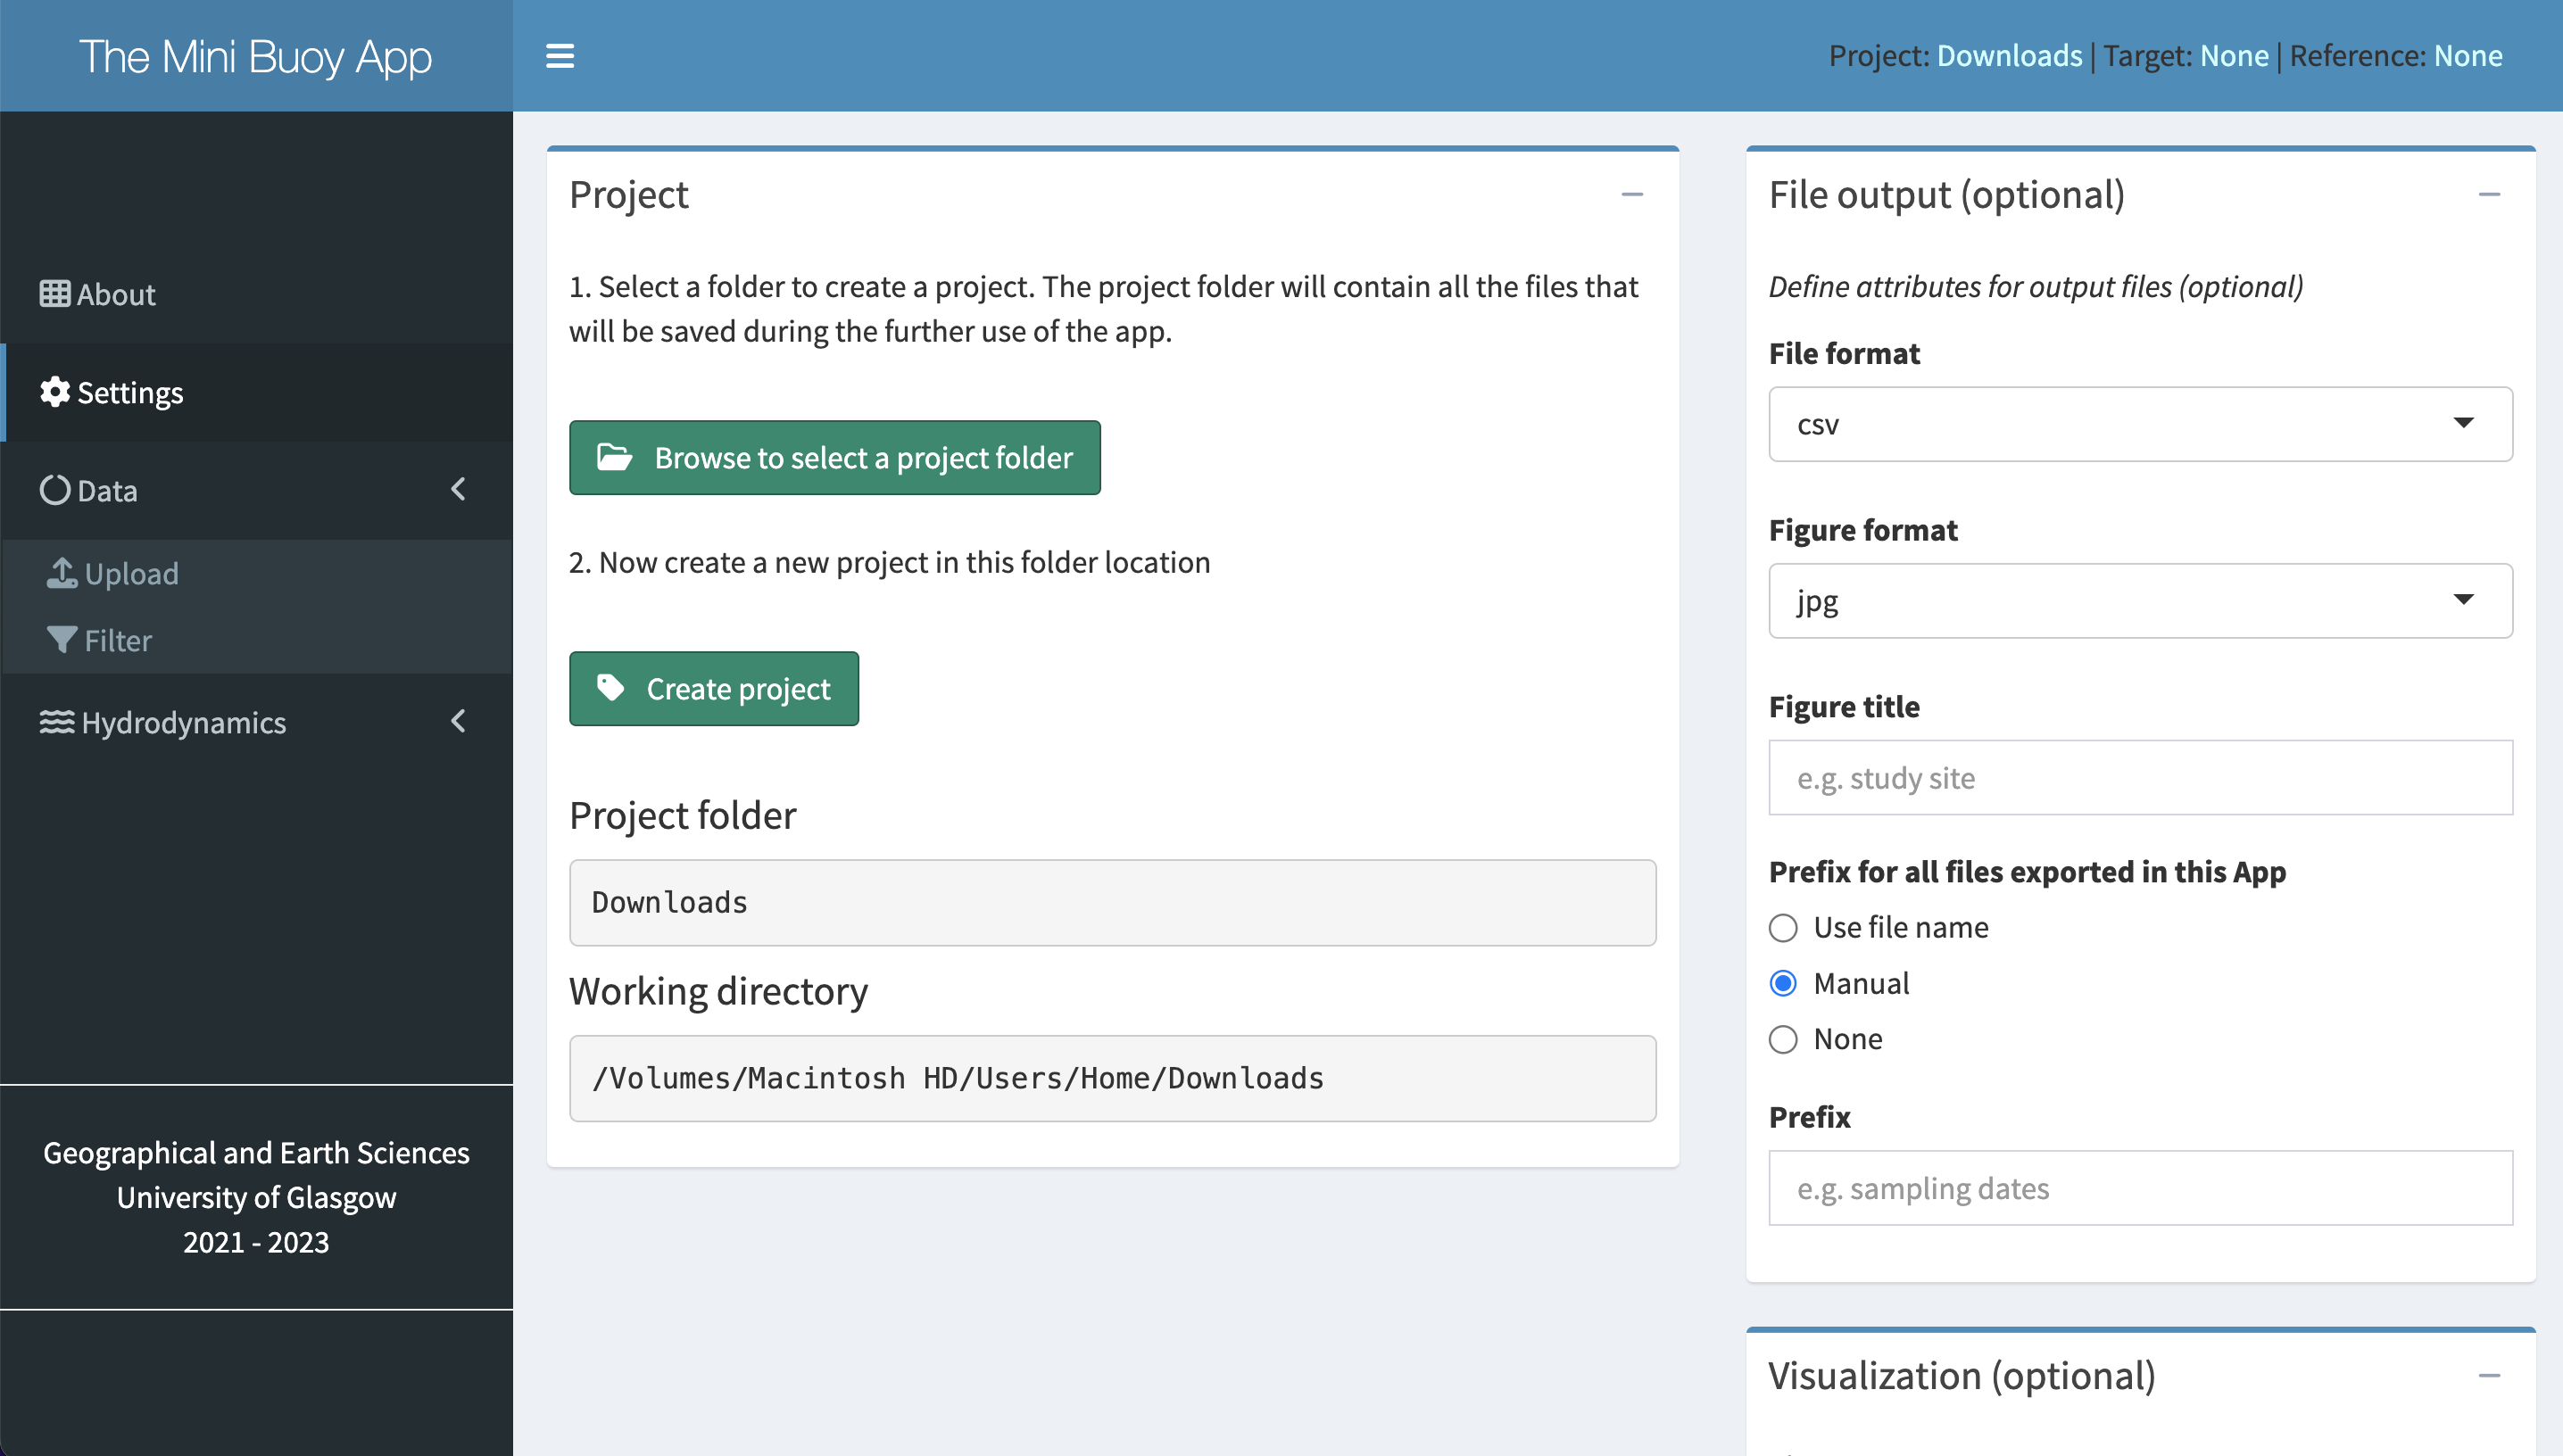 The Mini Buoy App
Project: Downloads | Target: None | Reference: None
About
Settings
Data
Upload
Filter
Hydrodynamics
Geographical and Earth Sciences
University of Glasgow
2021 - 2023
Project
1. Select a folder to create a project. The project folder will contain all the files that
will be saved during the further use of the app.
Browse to select a project folder
2. Now create a new project in this folder location
Create project
Project folder
Downloads
Working directory
/Volumes/Macintosh HD/Users/Home/Downloads
File output (optional)
Define attributes for output files (optional)
File format
csv
Figure format
jpg
Figure title
e.g. study site
Prefix for all files exported in this App
Use file name
Manual
None
Prefix
e.g. sampling dates
Visualization (optional)